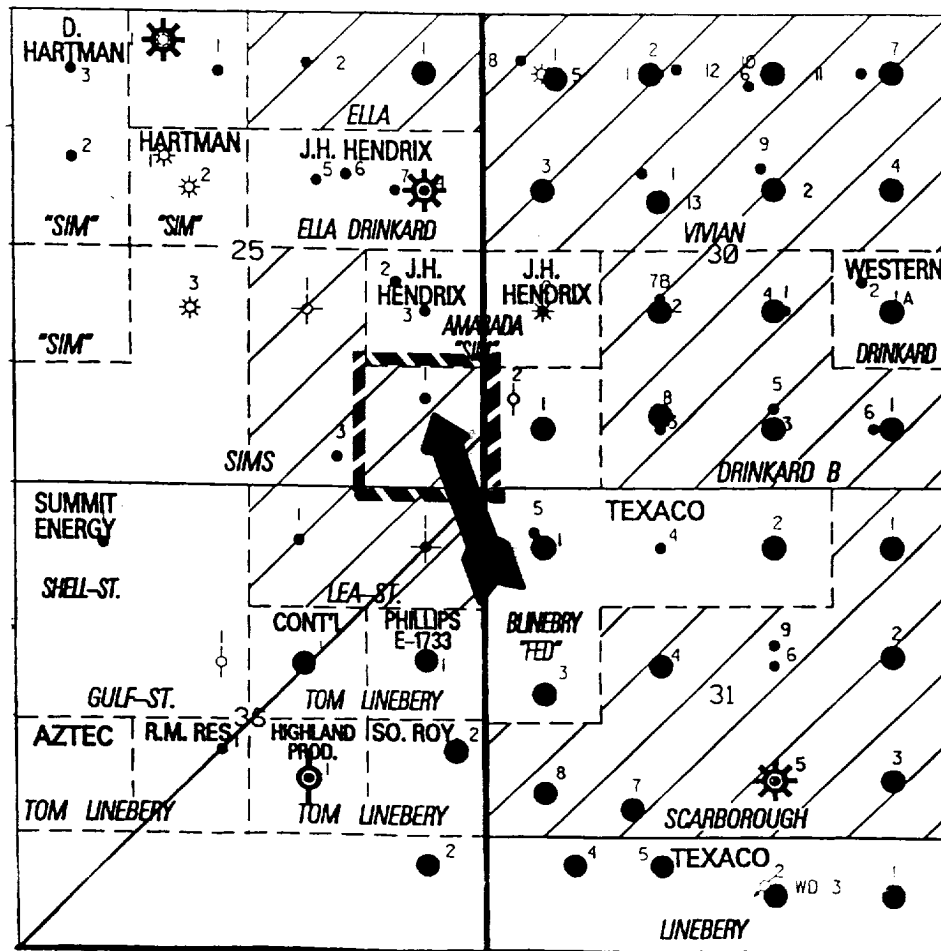 D.
HARTMAN
3
1
2
1
ELLA
8
1
5
2
1
12
10
6
11
7
2
HARTMAN
1
2
"SIM"
"SIM"
J.H. HENDRIX
5
6
7
ELLA DRINKARD
3
1
13
9
2
4
VIVIAN
25
30
3
"SIM"
2
J.H.
HENDRIX
3
J.H.
HENDRIX
AMARADA
"SIM"
7B
2
4
1
WESTERN
2
1A
DRINKARD
1
3
SIMS
2
1
8
5
3
6
1
DRINKARD B
SUMMIT
ENERGY
SHELL-ST.
1
LEA-ST.
5
1
TEXACO
4
2
1
CONT'L
PHILLIPS
E-1733
1
GULF-ST.
TOM LINEBERY
BLINEBRY
"FED"
3
4
9
6
2
31
36
AZTEC
R.M. RES.
1
HIGHLAND
PROD.
1
SO. ROY
2
TOM LINEBERY
TOM LINEBERY
8
7
5
3
SCARBOROUGH
2
4
5
TEXACO
2
WD 3
1
LINEBERY